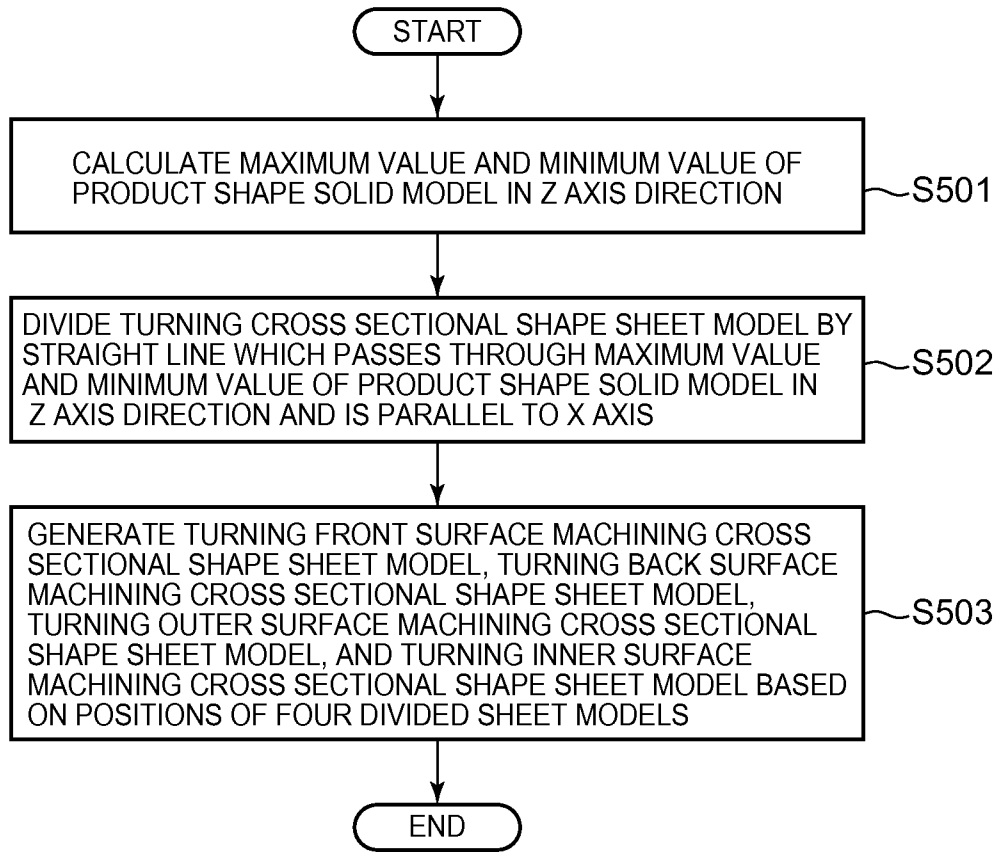 START
CALCULATE MAXIMUM VALUE AND MINIMUM VALUE OF
PRODUCT SHAPE SOLID MODEL IN Z AXIS DIRECTION
S501
DIVIDE TURNING CROSS SECTIONAL SHAPE SHEET MODEL BY
STRAIGHT LINE WHICH PASSES THROUGH MAXIMUM VALUE
AND MINIMUM VALUE OF PRODUCT SHAPE SOLID MODEL IN
Z AXIS DIRECTION AND IS PARALLEL TO X AXIS
S502
GENERATE TURNING FRONT SURFACE MACHINING CROSS
SECTIONAL SHAPE SHEET MODEL, TURNING BACK SURFACE
MACHINING CROSS SECTIONAL SHAPE SHEET MODEL,
TURNING OUTER SURFACE MACHINING CROSS SECTIONAL
SHAPE SHEET MODEL, AND TURNING INNER SURFACE
MACHINING CROSS SECTIONAL SHAPE SHEET MODEL BASED
ON POSITIONS OF FOUR DIVIDED SHEET MODELS
S503
END